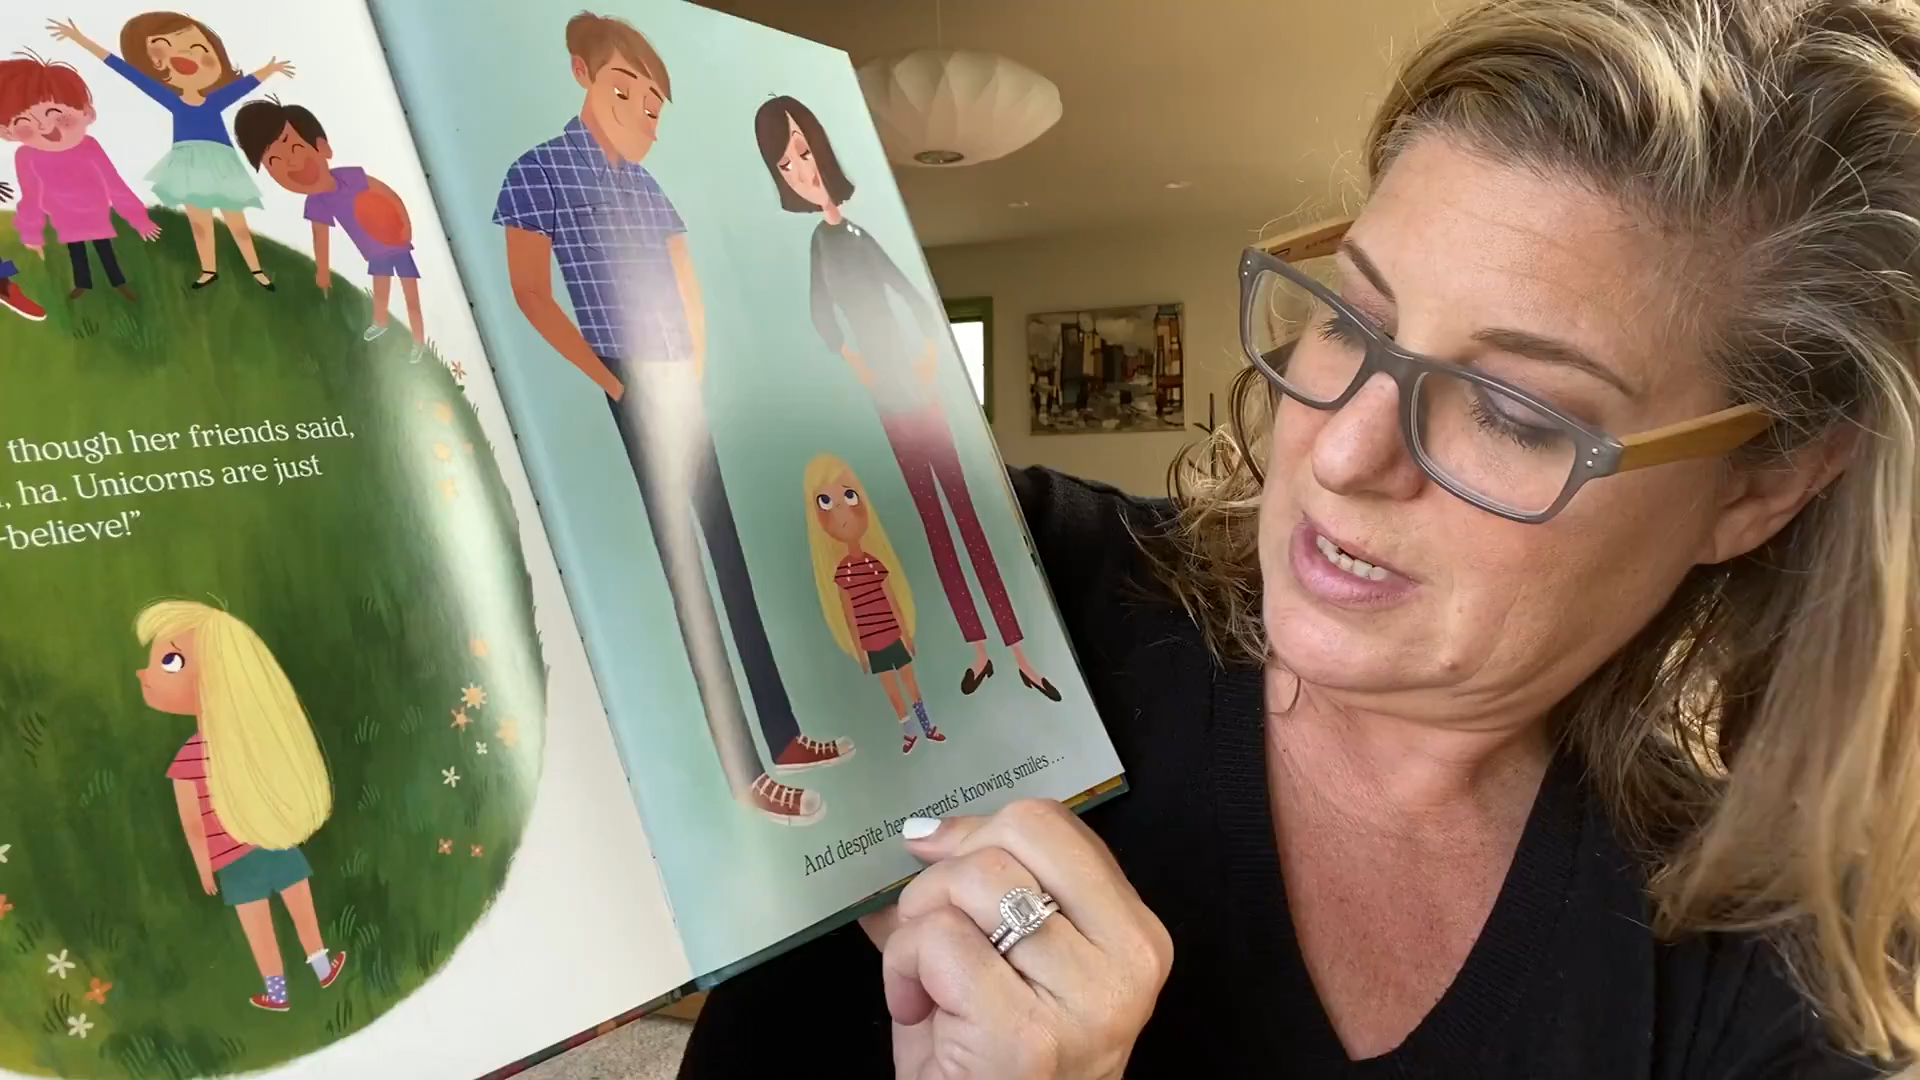 though her friends said,
, ha. Unicorns are just
-believe!”
And despite her parents’ knowing smiles...